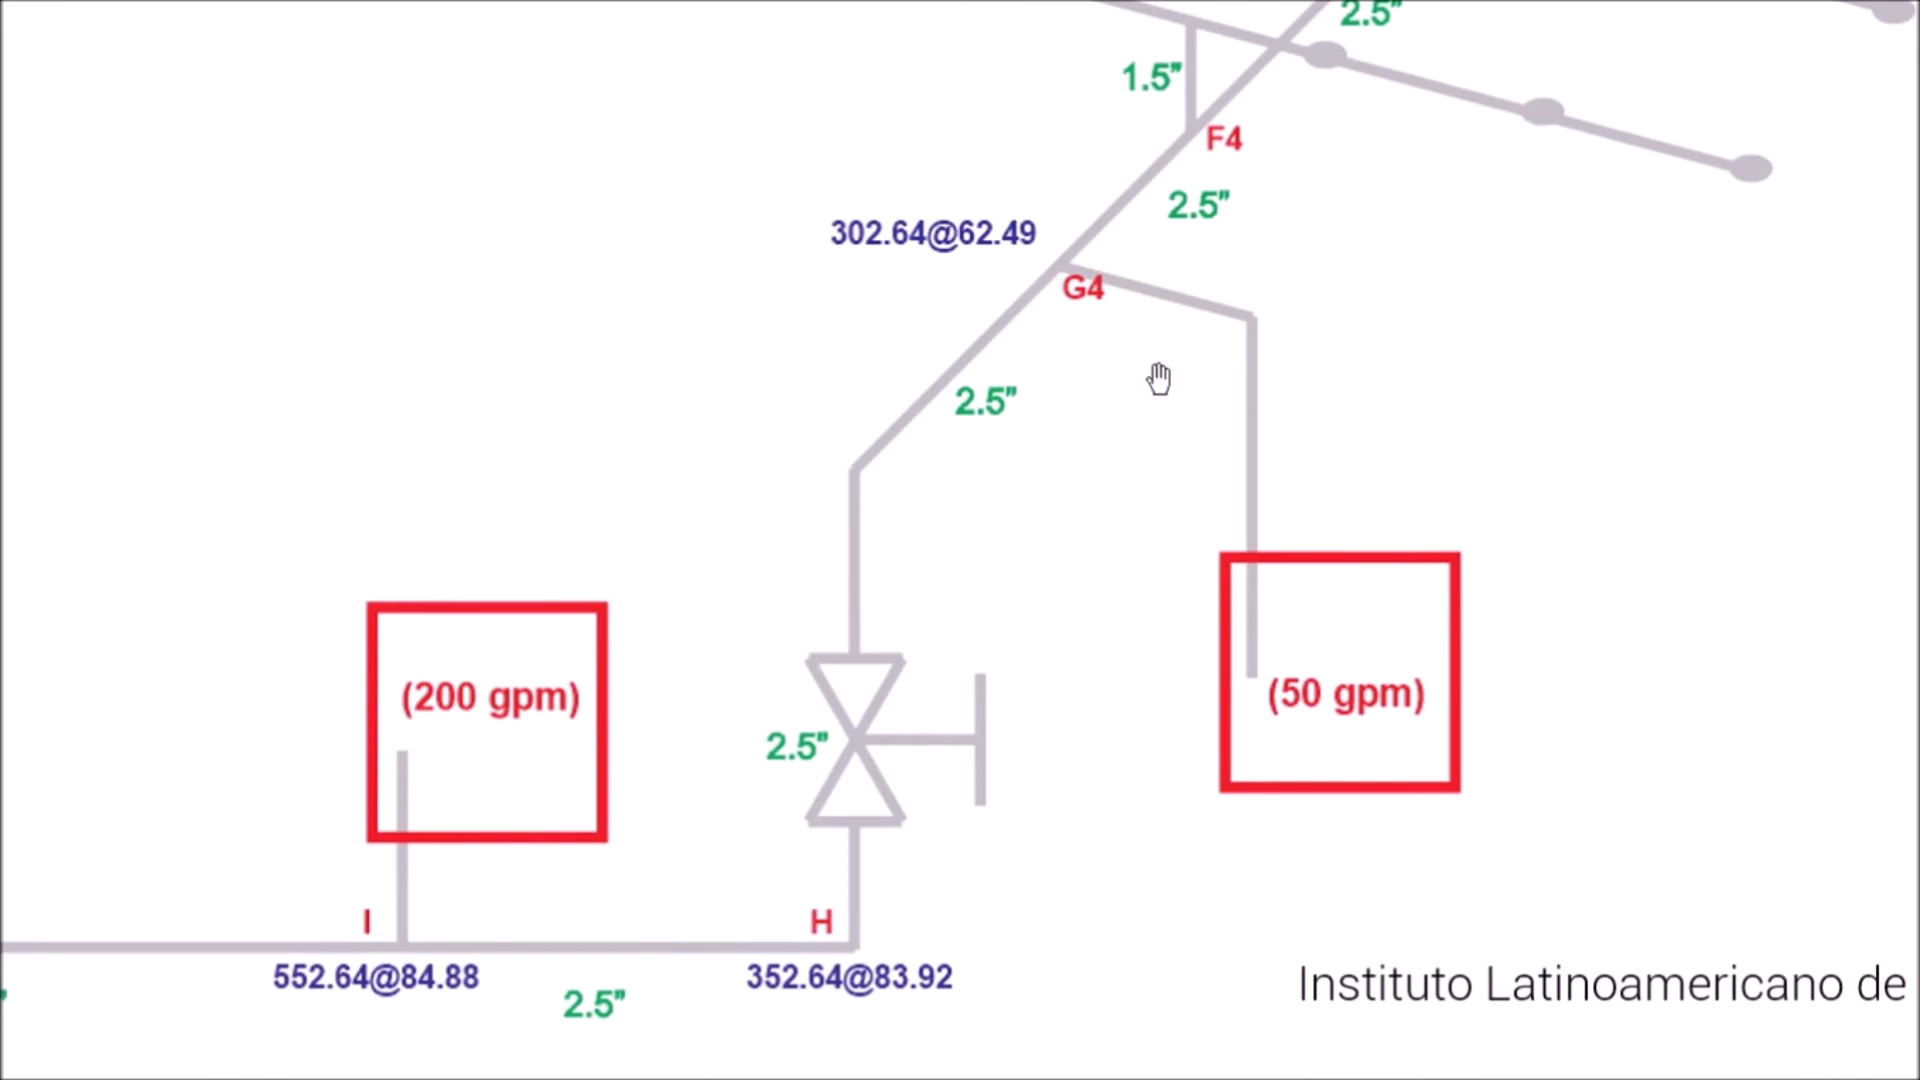 2.5”
1.5”
F4
2.5”
302.64@62.49
G4
2.5”
(200 gpm)
(50 gpm)
2.5”
I
H
552.64@84.88
352.64@83.92
2.5”
Instituto Latinoamericano de